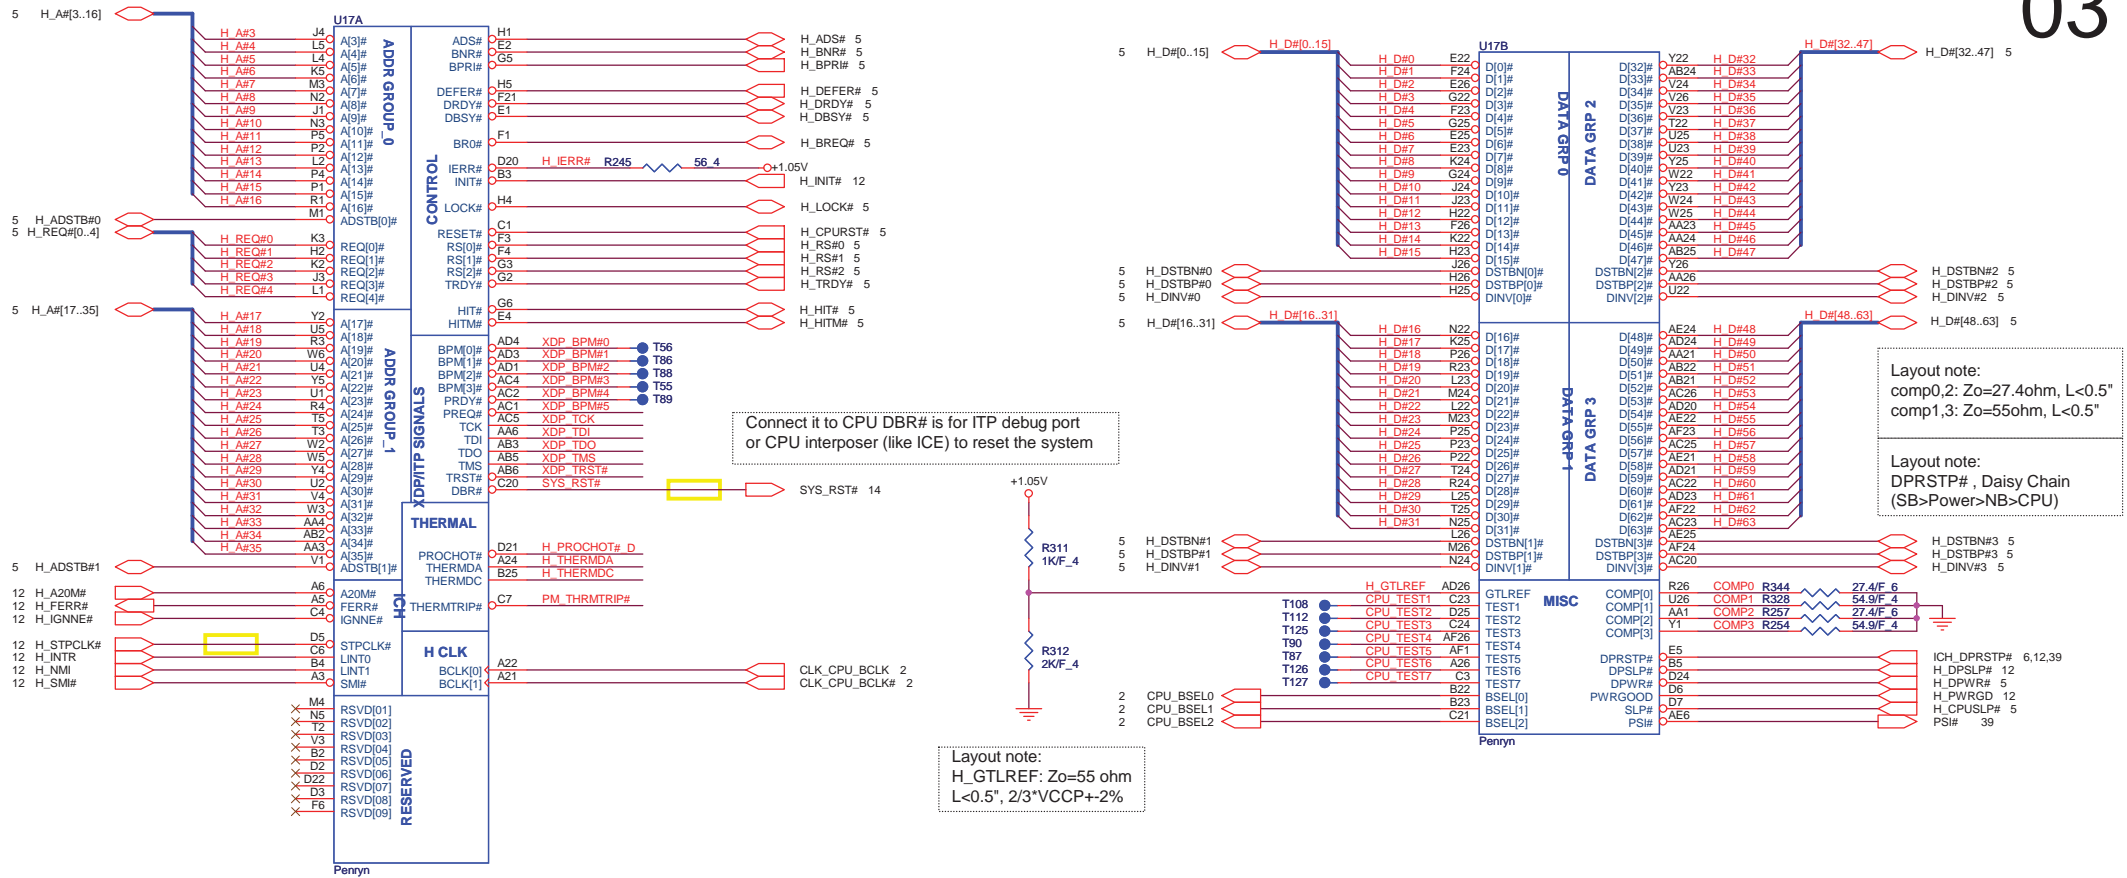 03
5 H_A#[3..16]
U17A
H_A#3 J4 A[3]#
H_A#4 L5 A[4]#
H_A#5 L4 A[5]#
H_A#6 K5 A[6]#
H_A#7 M3 A[7]#
H_A#8 N2 A[8]#
H_A#9 J1 A[9]#
H_A#10 N3 A[10]#
H_A#11 P5 A[11]#
H_A#12 P2 A[12]#
H_A#13 L2 A[13]#
H_A#14 P4 A[14]#
H_A#15 P1 A[15]#
H_A#16 R1 A[16]#
5 H_ADSTB#0 M1 ADSTB[0]#
5 H_REQ#[0..4]
H_REQ#0 K3 REQ[0]#
H_REQ#1 H2 REQ[1]#
H_REQ#2 K2 REQ[2]#
H_REQ#3 J3 REQ[3]#
H_REQ#4 L1 REQ[4]#
ADDR GROUP_0
5 H_A#[17..35]
H_A#17 Y2 A[17]#
H_A#18 U5 A[18]#
H_A#19 R3 A[19]#
H_A#20 W6 A[20]#
H_A#21 U4 A[21]#
H_A#22 Y5 A[22]#
H_A#23 U1 A[23]#
H_A#24 R4 A[24]#
H_A#25 T5 A[25]#
H_A#26 T3 A[26]#
H_A#27 W2 A[27]#
H_A#28 W5 A[28]#
H_A#29 Y4 A[29]#
H_A#30 U2 A[30]#
H_A#31 V4 A[31]#
H_A#32 W3 A[32]#
H_A#33 AA4 A[33]#
H_A#34 AB2 A[34]#
H_A#35 AA3 A[35]#
5 H_ADSTB#1 V1 ADSTB[1]#
ADDR GROUP_1
12 H_A20M# A6 A20M#
12 H_FERR# A5 FERR#
12 H_IGNNE# C4 IGNNE#
12 H_STPCLK# D5 STPCLK#
12 H_INTR C6 LINT0
12 H_NMI B4 LINT1
12 H_SMI# A3 SMI#
ICH
M4 RSVD[01]
N5 RSVD[02]
T2 RSVD[03]
V3 RSVD[04]
B2 RSVD[05]
D2 RSVD[06]
D22 RSVD[07]
D3 RSVD[08]
F6 RSVD[09]
RESERVED
Penryn
CONTROL
ADS# H1 H_ADS# 5
BNR# E2 H_BNR# 5
BPRI# G5 H_BPRI# 5
DEFER# H5 H_DEFER# 5
DRDY# F21 H_DRDY# 5
DBSY# E1 H_DBSY# 5
BR0# F1 H_BREQ# 5
IERR# D20 H_IERR# R245 56_4 +1.05V
INIT# B3 H_INIT# 12
LOCK# H4 H_LOCK# 5
RESET# C1 H_CPURST# 5
RS[0]# F3 H_RS#0 5
RS[1]# F4 H_RS#1 5
RS[2]# G3 H_RS#2 5
TRDY# G2 H_TRDY# 5
HIT# G6 H_HIT# 5
HITM# E4 H_HITM# 5
XDP/ITP SIGNALS
BPM[0]# AD4 XDP_BPM#0 T56
BPM[1]# AD3 XDP_BPM#1 T86
BPM[2]# AD1 XDP_BPM#2 T88
BPM[3]# AC4 XDP_BPM#3 T55
PRDY# AC2 XDP_BPM#4 T89
PREQ# AC1 XDP_BPM#5
TCK AC5 XDP_TCK
TDI AA6 XDP_TDI
TDO AB3 XDP_TDO
TMS AB5 XDP_TMS
TRST# AB6 XDP_TRST#
DBR# C20 SYS_RST# SYS_RST# 14
THERMAL
PROCHOT# D21 H_PROCHOT#_D
THERMDA A24 H_THERMDA
THERMDC B25 H_THERMDC
THERMTRIP# C7 PM_THRMTRIP#
H CLK
BCLK[0] A22 CLK_CPU_BCLK 2
BCLK[1] A21 CLK_CPU_BCLK# 2
Connect it to CPU DBR# is for ITP debug port
or CPU interposer (like ICE) to reset the system
+1.05V
R311
1K/F_4
R312
2K/F_4
Layout note:
H_GTLREF: Zo=55 ohm
L<0.5", 2/3*VCCP+-2%
5 H_D#[0..15] H_D#[0..15]
U17B
H_D#0 E22 D[0]#
H_D#1 F24 D[1]#
H_D#2 E26 D[2]#
H_D#3 G22 D[3]#
H_D#4 F23 D[4]#
H_D#5 G25 D[5]#
H_D#6 E25 D[6]#
H_D#7 E23 D[7]#
H_D#8 K24 D[8]#
H_D#9 G24 D[9]#
H_D#10 J24 D[10]#
H_D#11 J23 D[11]#
H_D#12 H22 D[12]#
H_D#13 F26 D[13]#
H_D#14 K22 D[14]#
H_D#15 H23 D[15]#
5 H_DSTBN#0 J26 DSTBN[0]#
5 H_DSTBP#0 H26 DSTBP[0]#
5 H_DINV#0 H25 DINV[0]#
DATA GRP 0
5 H_D#[16..31] H_D#[16..31]
H_D#16 N22 D[16]#
H_D#17 K25 D[17]#
H_D#18 P26 D[18]#
H_D#19 R23 D[19]#
H_D#20 L23 D[20]#
H_D#21 M24 D[21]#
H_D#22 L22 D[22]#
H_D#23 M23 D[23]#
H_D#24 P25 D[24]#
H_D#25 P23 D[25]#
H_D#26 P22 D[26]#
H_D#27 T24 D[27]#
H_D#28 R24 D[28]#
H_D#29 L25 D[29]#
H_D#30 T25 D[30]#
H_D#31 N25 D[31]#
5 H_DSTBN#1 L26 DSTBN[1]#
5 H_DSTBP#1 M26 DSTBP[1]#
5 H_DINV#1 N24 DINV[1]#
DATA GRP 1
H_GTLREF AD26 GTLREF
T108 CPU_TEST1 C23 TEST1
T112 CPU_TEST2 D25 TEST2
T125 CPU_TEST3 C24 TEST3
T90 CPU_TEST4 AF26 TEST4
T87 CPU_TEST5 AF1 TEST5
T126 CPU_TEST6 A26 TEST6
T127 CPU_TEST7 C3 TEST7
2 CPU_BSEL0 B22 BSEL[0]
2 CPU_BSEL1 B23 BSEL[1]
2 CPU_BSEL2 C21 BSEL[2]
MISC
Penryn
H_D#[32..47] H_D#[32..47] 5
D[32]# Y22 H_D#32
D[33]# AB24 H_D#33
D[34]# V24 H_D#34
D[35]# V26 H_D#35
D[36]# V23 H_D#36
D[37]# T22 H_D#37
D[38]# U25 H_D#38
D[39]# U23 H_D#39
D[40]# Y25 H_D#40
D[41]# W22 H_D#41
D[42]# Y23 H_D#42
D[43]# W24 H_D#43
D[44]# W25 H_D#44
D[45]# AA23 H_D#45
D[46]# AA24 H_D#46
D[47]# AB25 H_D#47
DSTBN[2]# Y26 H_DSTBN#2 5
DSTBP[2]# AA26 H_DSTBP#2 5
DINV[2]# U22 H_DINV#2 5
DATA GRP 2
H_D#[48..63] H_D#[48..63] 5
D[48]# AE24 H_D#48
D[49]# AD24 H_D#49
D[50]# AA21 H_D#50
D[51]# AB22 H_D#51
D[52]# AB21 H_D#52
D[53]# AC26 H_D#53
D[54]# AD20 H_D#54
D[55]# AE22 H_D#55
D[56]# AF23 H_D#56
D[57]# AC25 H_D#57
D[58]# AE21 H_D#58
D[59]# AD21 H_D#59
D[60]# AC22 H_D#60
D[61]# AD23 H_D#61
D[62]# AF22 H_D#62
D[63]# AC23 H_D#63
DSTBN[3]# AE25 H_DSTBN#3 5
DSTBP[3]# AF24 H_DSTBP#3 5
DINV[3]# AC20 H_DINV#3 5
DATA GRP 3
COMP[0] R26 COMP0 R344 27.4/F_6
COMP[1] U26 COMP1 R328 54.9/F_4
COMP[2] AA1 COMP2 R257 27.4/F_6
COMP[3] Y1 COMP3 R254 54.9/F_4
DPRSTP# E5 ICH_DPRSTP# 6,12,39
DPSLP# B5 H_DPSLP# 12
DPWR# D24 H_DPWR# 5
PWRGOOD D6 H_PWRGD 12
SLP# D7 H_CPUSLP# 5
PSI# AE6 PSI# 39
Layout note:
comp0,2: Zo=27.4ohm, L<0.5"
comp1,3: Zo=55ohm, L<0.5"
Layout note:
DPRSTP# , Daisy Chain
(SB>Power>NB>CPU)